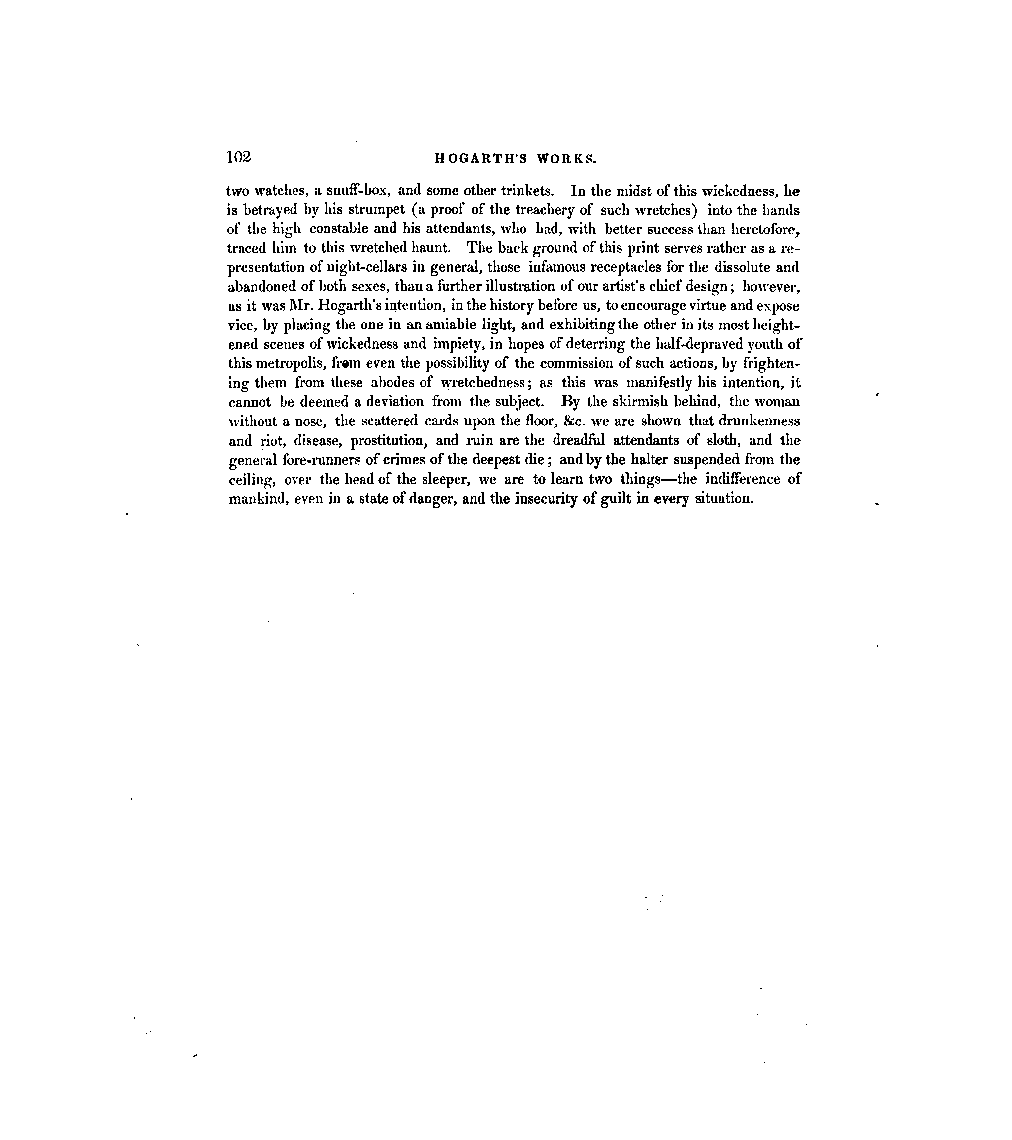 102 HOGARTH'S WORKS.
two watches, a snuff-box, and some other trinkets. In the midst of this wickedness, he
is betrayed by his strumpet (a proof of the treachery of such wretches) into the hands
of the high constable and his attendants, who had, with better success than heretofore,
traced him to this wretched haunt. The back ground of this print serves rather as a re-
presentation of night-cellars in general, those infamous receptacles for the dissolute and
abandoned of both sexes, than a further illustration of our artist's chief design; however,
as it was Mr. Hogarth's intention, in the history before us, to encourage virtue and expose
vice, by placing the one in an amiable light, and exhibiting the other in its most height-
ened scenes of wickedness and impiety, in hopes of deterring the half-depraved youth of
this metropolis, from even the possibility of the commission of such actions, by frighten-
ing them from these abodes of wretchedness; as this was manifestly his intention, it
cannot be deemed a deviation from the subject. By the skirmish behind, the woman
without a nose, the scattered cards upon the floor, &c. we are shown that drunkenness
and riot, disease, prostitution, and ruin are the dreadful attendants of sloth, and the
general fore-runners of crimes of the deepest die; and by the halter suspended from the
ceiling, over the head of the sleeper, we are to learn two things—the indifference of
mankind, even in a state of danger, and the insecurity of guilt in every situation.